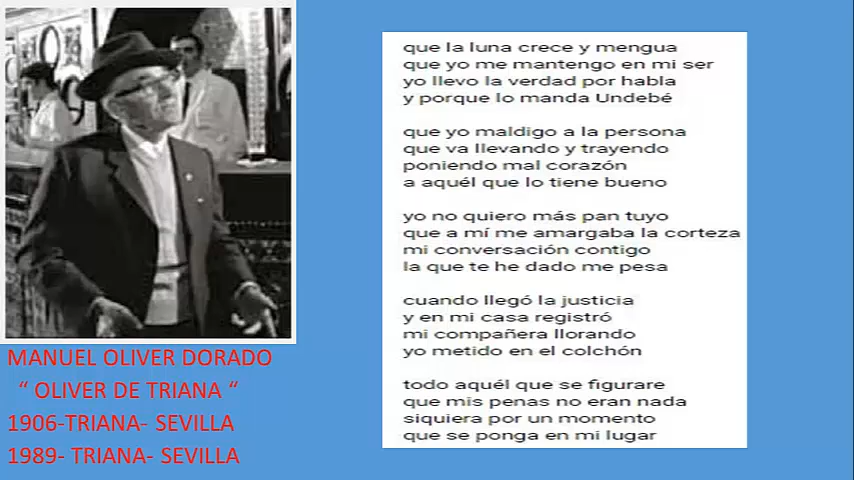 MANUEL OLIVER DORADO
“ OLIVER DE TRIANA “
1906-TRIANA- SEVILLA
1989- TRIANA- SEVILLA
que la luna crece y mengua
que yo me mantengo en mi ser
yo llevo la verdad por habla
y porque lo manda Undebé
que yo maldigo a la persona
que va llevando y trayendo
poniendo mal corazón
a aquél que lo tiene bueno
yo no quiero más pan tuyo
que a mí me amargaba la corteza
mi conversación contigo
la que te he dado me pesa
cuando llegó la justicia
y en mi casa registró
mi compañera llorando
yo metido en el colchón
todo aquél que se figurare
que mis penas no eran nada
siquiera por un momento
que se ponga en mi lugar